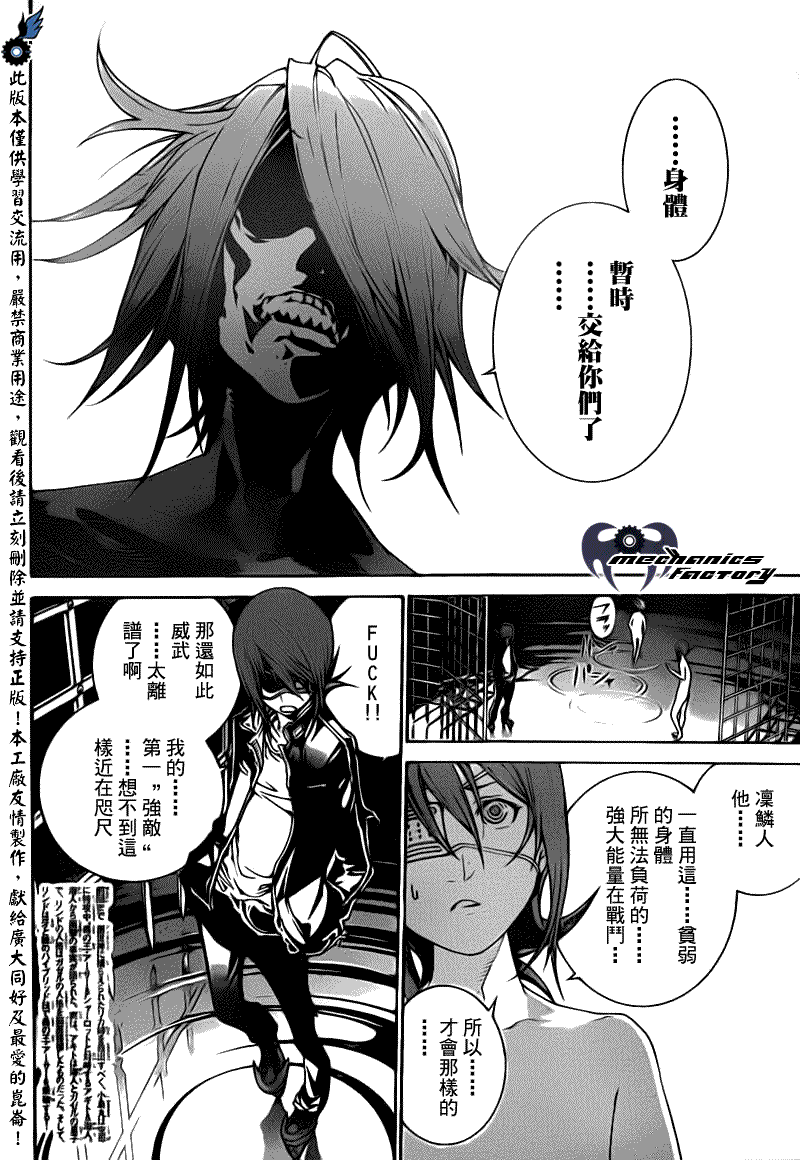 ……身體
暫時
……交給你們了
……
mechanics
Factory
凜鱗人
他……
一直用這……貧弱
的身體
所無法負荷的……
強大能量在戰鬥…
所以……
才會那樣的
……
FUCK!!
那還如此
威武
……太離
譜了啊
我的……
第一”強敵“
……想不到這
樣近在咫尺
此版本僅供學習交流用，嚴禁商業用途，觀看後請立刻刪除並請支持正版！本工廠友情製作，獻給廣大同好及最愛的崑崙！